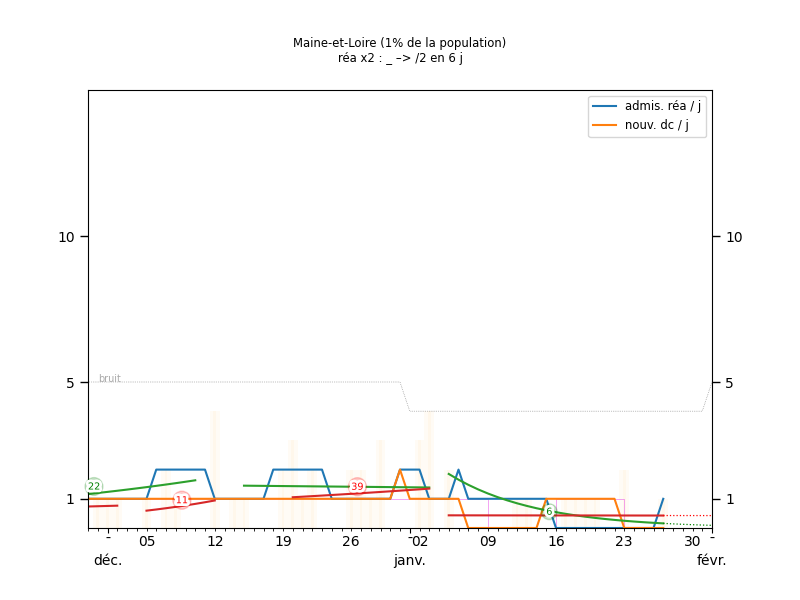 Maine-et-Loire (1% de la population)
réa x2 : _ –> /2 en 6 j
admis. réa / j
nouv. dc / j
10 10
bruit
5 5
22 11 39 6
1 1
- 05 12 19 26 - 02 09 16 23 30 -
déc. janv. févr.